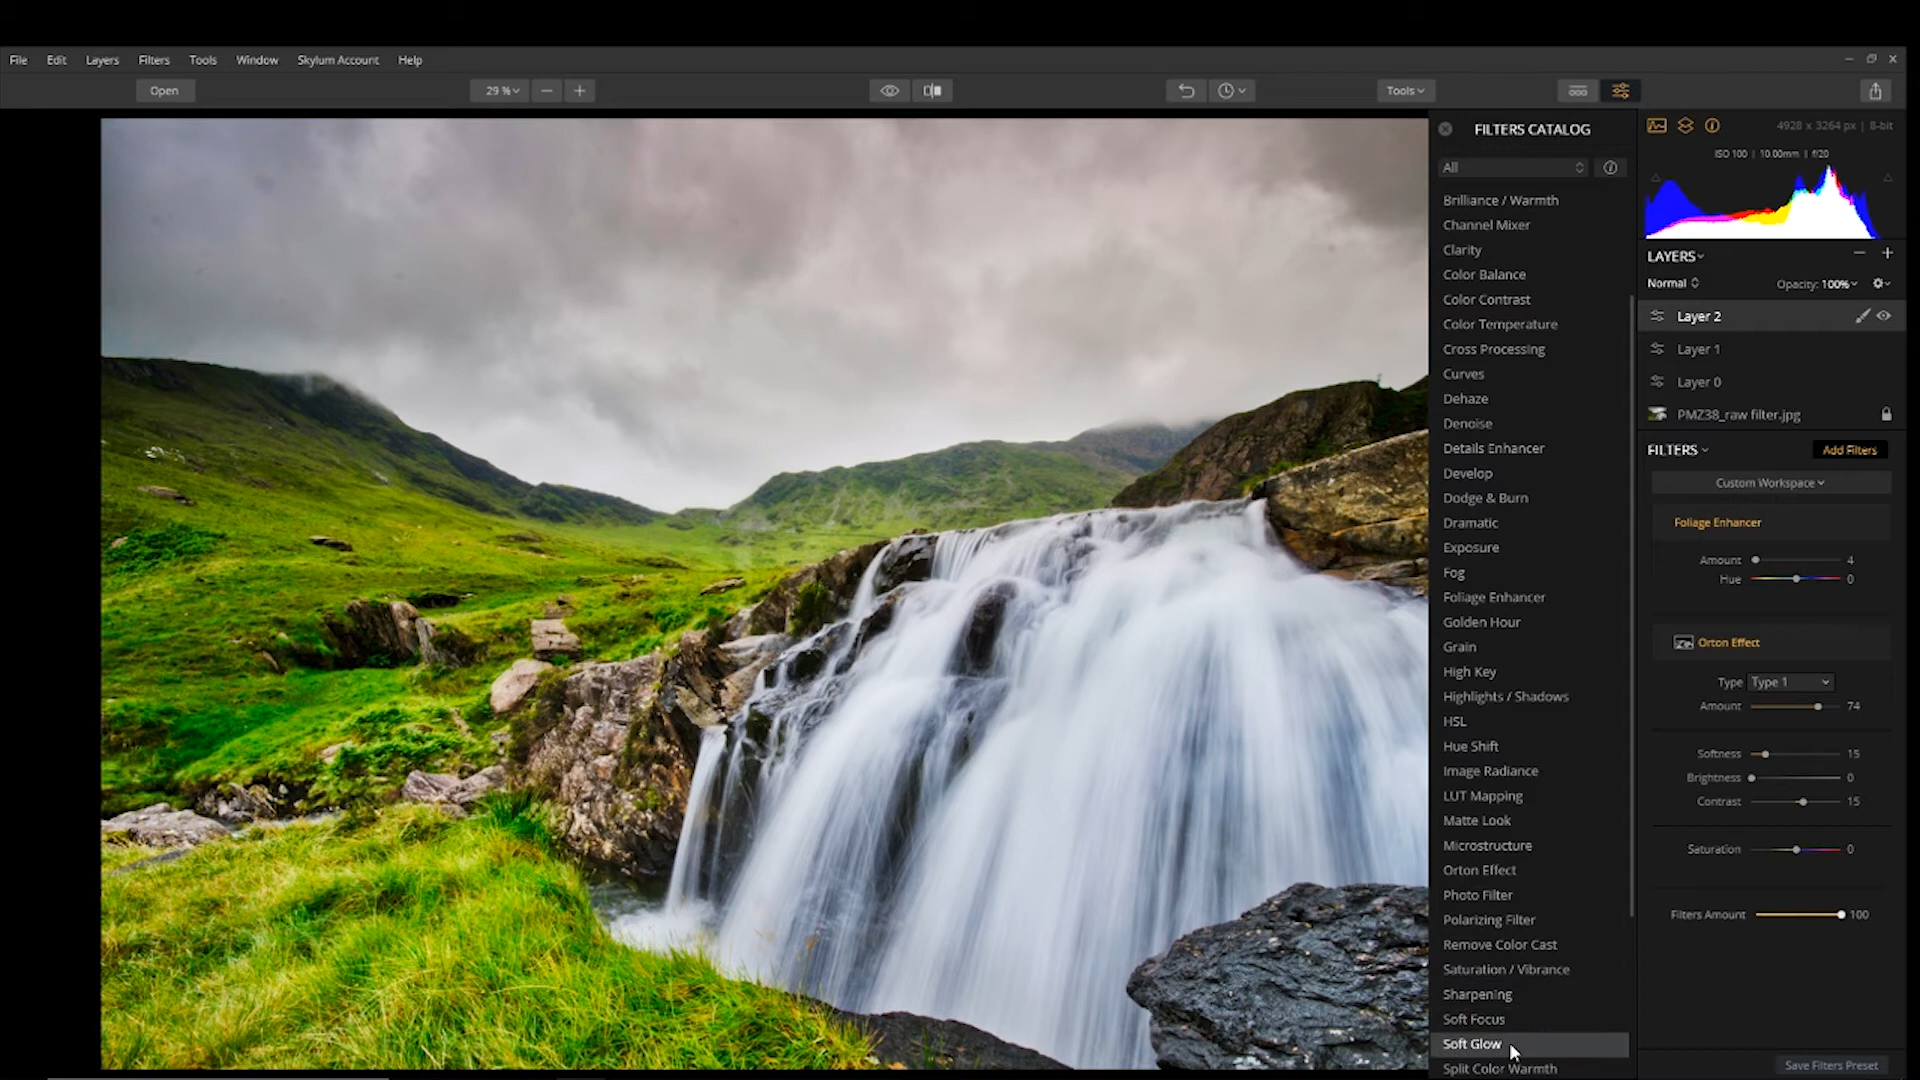 File Edit Layers Filters Tools Window Skylum Account Help
Open 29 % Tools
FILTERS CATALOG
All
Brilliance / Warmth
Channel Mixer
Clarity
Color Balance
Color Contrast
Color Temperature
Cross Processing
Curves
Dehaze
Denoise
Details Enhancer
Develop
Dodge & Burn
Dramatic
Exposure
Fog
Foliage Enhancer
Golden Hour
Grain
High Key
Highlights / Shadows
HSL
Hue Shift
Image Radiance
LUT Mapping
Matte Look
Microstructure
Orton Effect
Photo Filter
Polarizing Filter
Remove Color Cast
Saturation / Vibrance
Sharpening
Soft Focus
Soft Glow
Split Color Warmth
4928 x 3264 px | 8-bit
ISO 100 | 10.00mm | f/20
LAYERS
Normal Opacity: 100%
Layer 2
Layer 1
Layer 0
PMZ38_raw filter.jpg
FILTERS Add Filters
Custom Workspace
Foliage Enhancer
Amount 4
Hue 0
Orton Effect
Type Type 1
Amount 74
Softness 15
Brightness 0
Contrast 15
Saturation 0
Filters Amount 100
Save Filters Preset